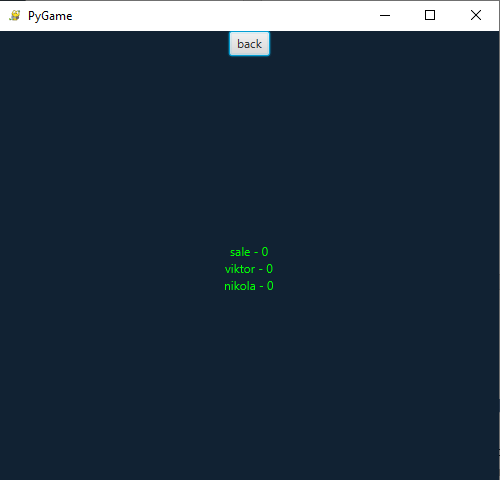 PyGame
back
sale - 0
viktor - 0
nikola - 0